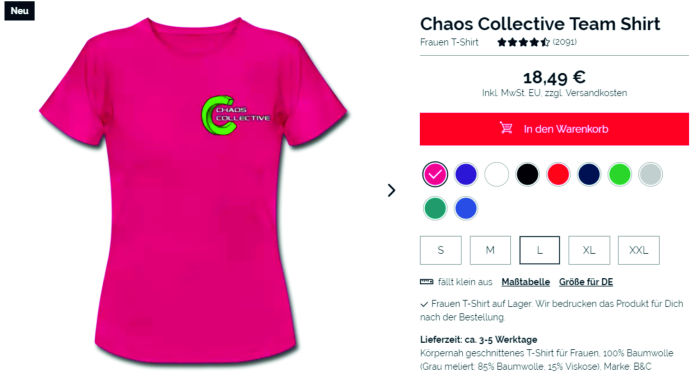 Neu
CHAOS
COLLECTIVE
Chaos Collective Team Shirt
Frauen T-Shirt (2091)
18,49 €
Inkl. MwSt. EU, zzgl. Versandkosten
In den Warenkorb
S M L XL XXL
fällt klein aus Maßtabelle Größe für DE
Frauen T-Shirt auf Lager. Wir bedrucken das Produkt für Dich
nach der Bestellung.
Lieferzeit: ca. 3-5 Werktage
Körpernah geschnittenes T-Shirt für Frauen, 100% Baumwolle
(Grau meliert: 85% Baumwolle, 15% Viskose), Marke: B&C